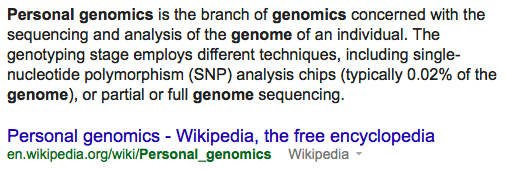 Personal genomics is the branch of genomics concerned with the
sequencing and analysis of the genome of an individual. The
genotyping stage employs different techniques, including single-
nucleotide polymorphism (SNP) analysis chips (typically 0.02% of the
genome), or partial or full genome sequencing.
Personal genomics - Wikipedia, the free encyclopedia
en.wikipedia.org/wiki/Personal_genomics Wikipedia